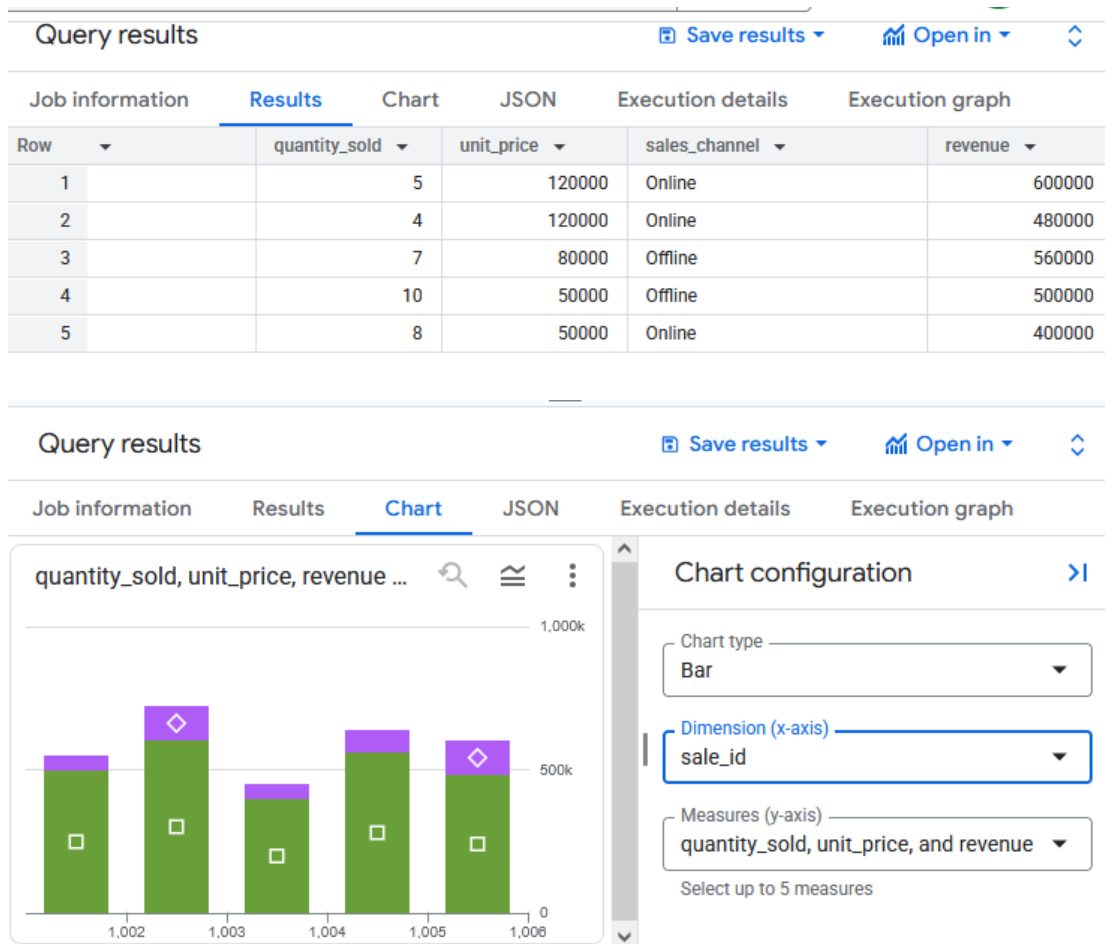 Query results Save results Open in
Job information Results Chart JSON Execution details Execution graph
Row quantity_sold unit_price sales_channel revenue
1 5 120000 Online 600000
2 4 120000 Online 480000
3 7 80000 Offline 560000
4 10 50000 Offline 500000
5 8 50000 Online 400000
Query results Save results Open in
Job information Results Chart JSON Execution details Execution graph
quantity_sold, unit_price, revenue ...
1,000k
500k
0
1,002 1,003 1,004 1,005 1,006
Chart configuration
Chart type
Bar
Dimension (x-axis)
sale_id
Measures (y-axis)
quantity_sold, unit_price, and revenue
Select up to 5 measures